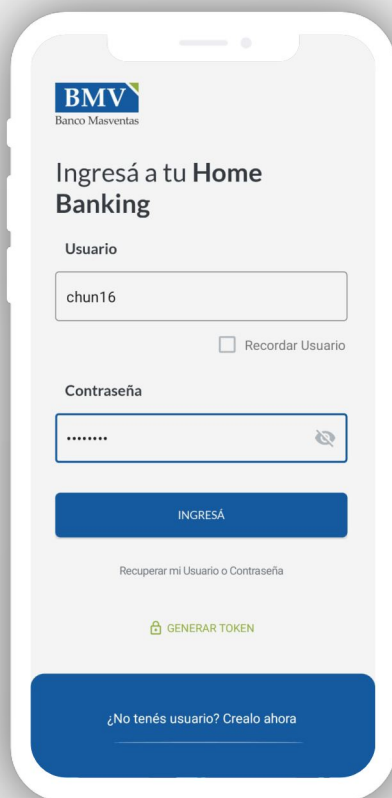 BMV
Banco Masventas
Ingresá a tu Home
Banking
Usuario
chun16
Recordar Usuario
Contraseña
••••••••
INGRESÁ
Recuperar mi Usuario o Contraseña
GENERAR TOKEN
¿No tenés usuario? Crealo ahora